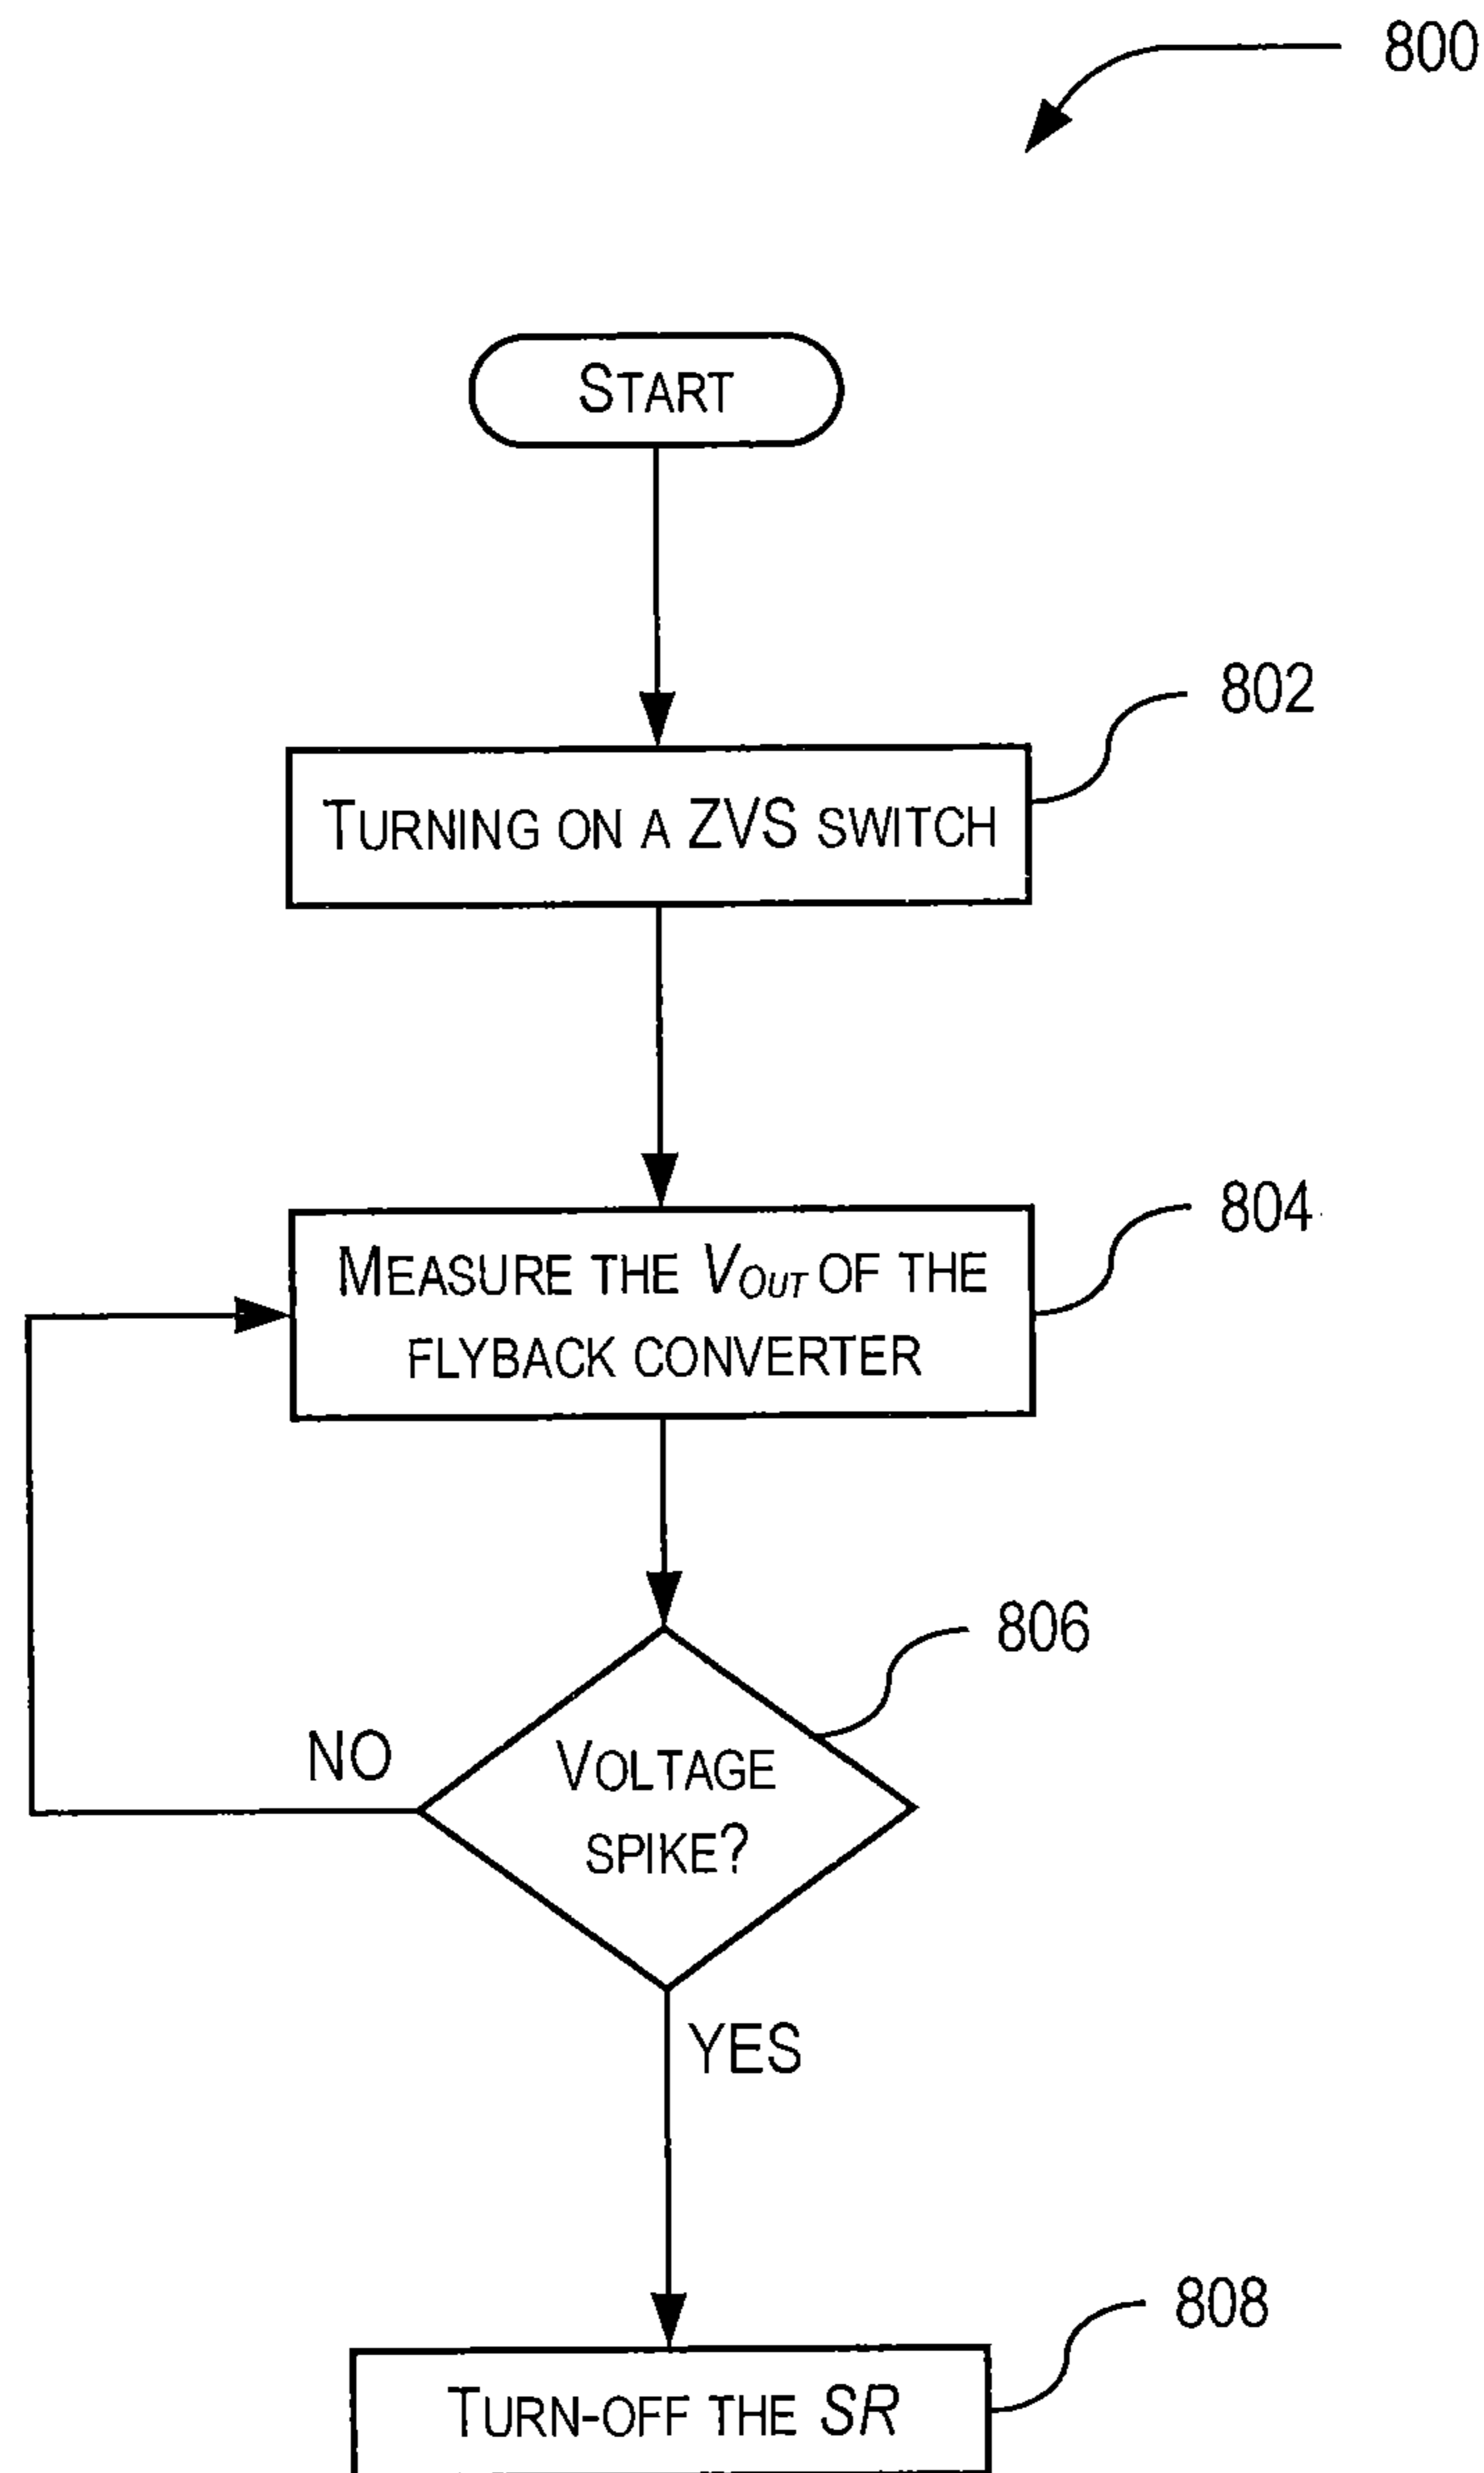 800
START
802
TURNING ON A ZVS SWITCH
804
MEASURE THE VOUT OF THE
FLYBACK CONVERTER
806
NO
VOLTAGE
SPIKE?
YES
808
TURN-OFF THE SR